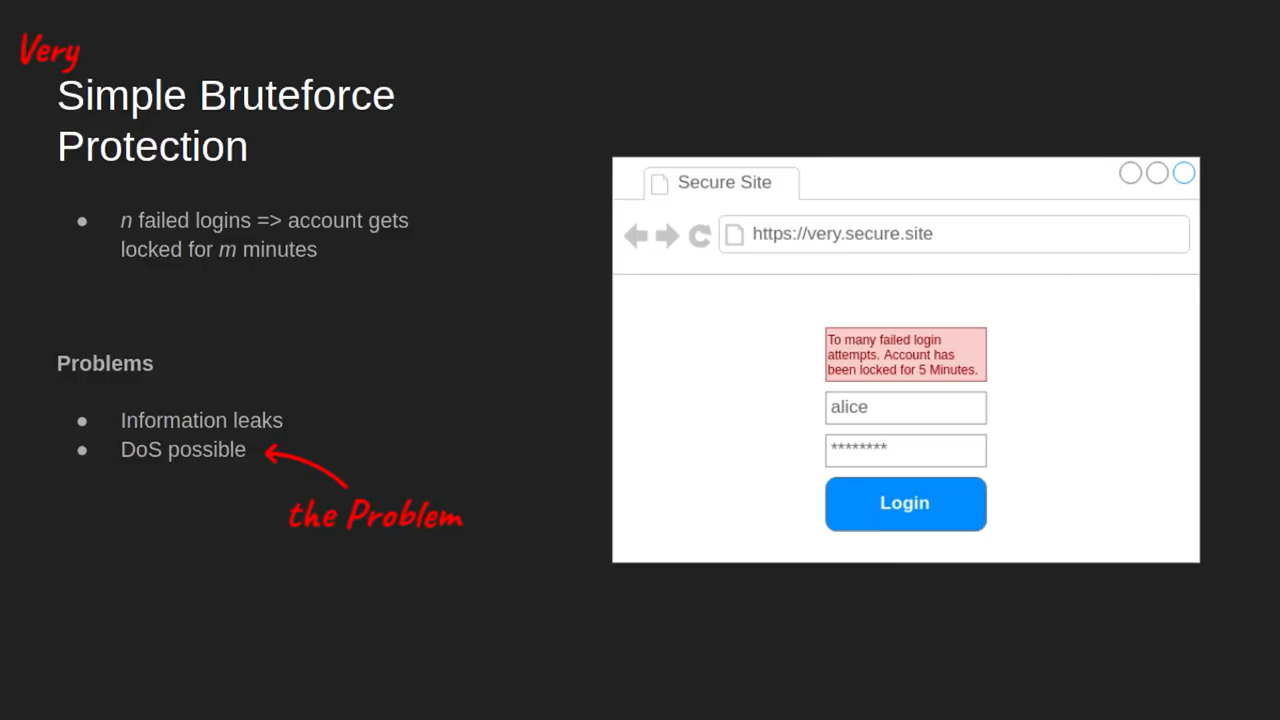 Very
Simple Bruteforce
Protection
● n failed logins => account gets
locked for m minutes
Problems
● Information leaks
● DoS possible
the Problem
Secure Site
https://very.secure.site
To many failed login
attempts. Account has
been locked for 5 Minutes.
alice
********
Login